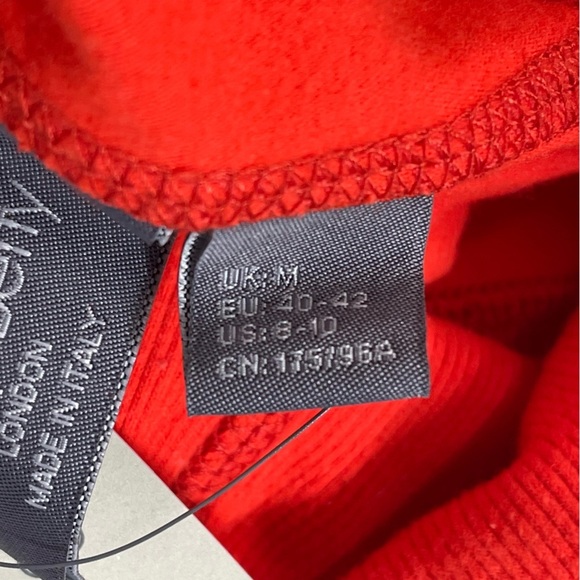 LONDON
MADE IN ITALY
UK: M
EU: 40-42
US: 8-10
CN: 175/96A